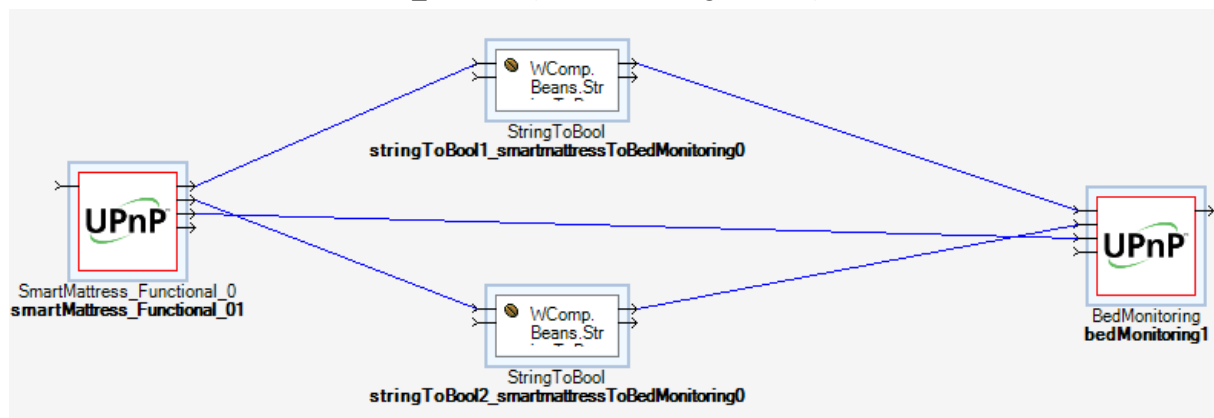 WComp.
Beans.Str
StringToBool
stringToBool1_smartmattressToBedMonitoring0
UPnP
SmartMattress_Functional_0
smartMattress_Functional_01
UPnP
BedMonitoring
bedMonitoring1
WComp.
Beans.Str
StringToBool
stringToBool2_smartmattressToBedMonitoring0